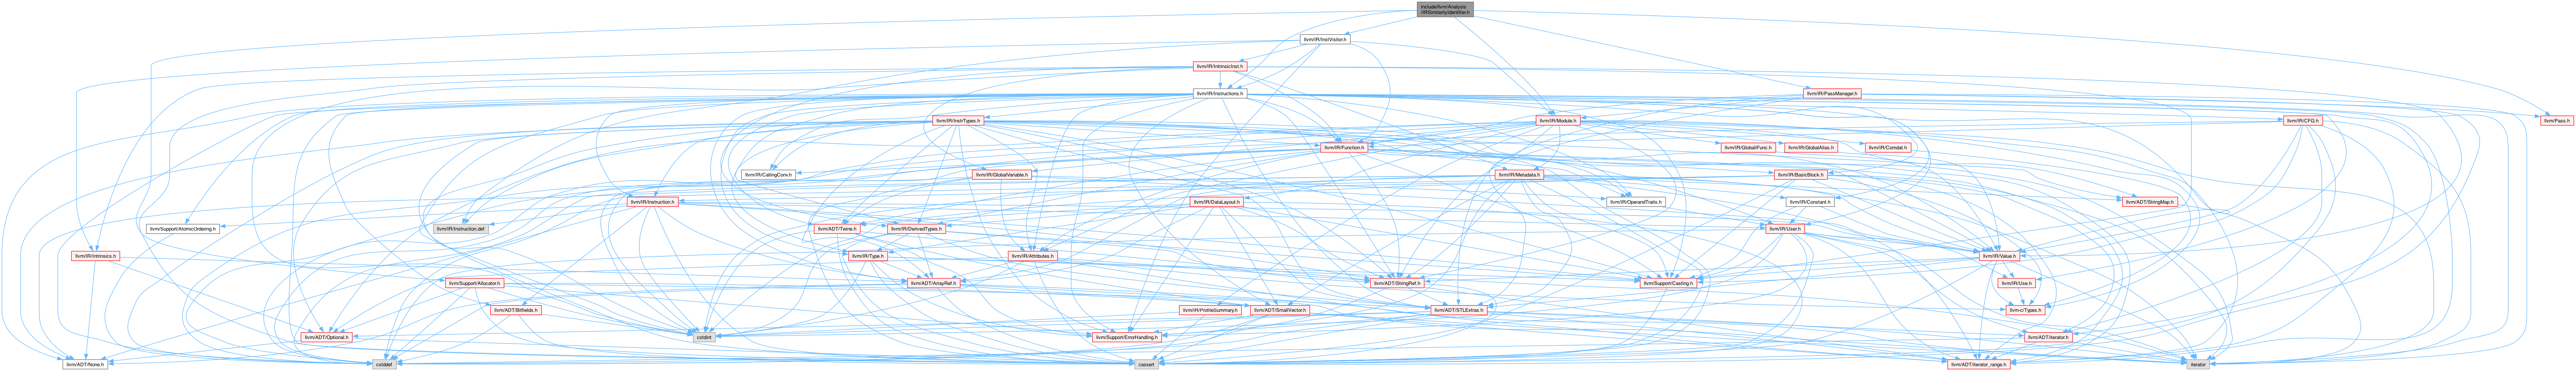 include/llvm/Analysis
/IRSimilarityIdentifier.h
llvm/IR/InstVisitor.h
llvm/IR/IntrinsicInst.h
llvm/IR/Instructions.h
llvm/IR/PassManager.h
llvm/IR/InstrTypes.h
llvm/IR/Module.h
llvm/IR/CFG.h
llvm/Pass.h
llvm/IR/Function.h
llvm/IR/GlobalIFunc.h
llvm/IR/GlobalAlias.h
llvm/IR/Comdat.h
llvm/IR/CallingConv.h
llvm/IR/GlobalVariable.h
llvm/IR/Metadata.h
llvm/IR/BasicBlock.h
llvm/IR/Instruction.h
llvm/IR/DataLayout.h
llvm/IR/OperandTraits.h
llvm/IR/Constant.h
llvm/ADT/StringMap.h
llvm/Support/AtomicOrdering.h
llvm/IR/Instruction.def
llvm/ADT/Twine.h
llvm/IR/DerivedTypes.h
llvm/IR/User.h
llvm/IR/Intrinsics.h
llvm/IR/Type.h
llvm/IR/Attributes.h
llvm/IR/Value.h
llvm/Support/Allocator.h
llvm/ADT/ArrayRef.h
llvm/ADT/StringRef.h
llvm/Support/Casting.h
llvm/IR/Use.h
llvm/ADT/Bitfields.h
llvm/IR/ProfileSummary.h
llvm/ADT/SmallVector.h
llvm/ADT/STLExtras.h
llvm-c/Types.h
llvm/ADT/Optional.h
cstdint
llvm/Support/ErrorHandling.h
llvm/ADT/iterator.h
llvm/ADT/None.h
cstddef
cassert
llvm/ADT/iterator_range.h
iterator